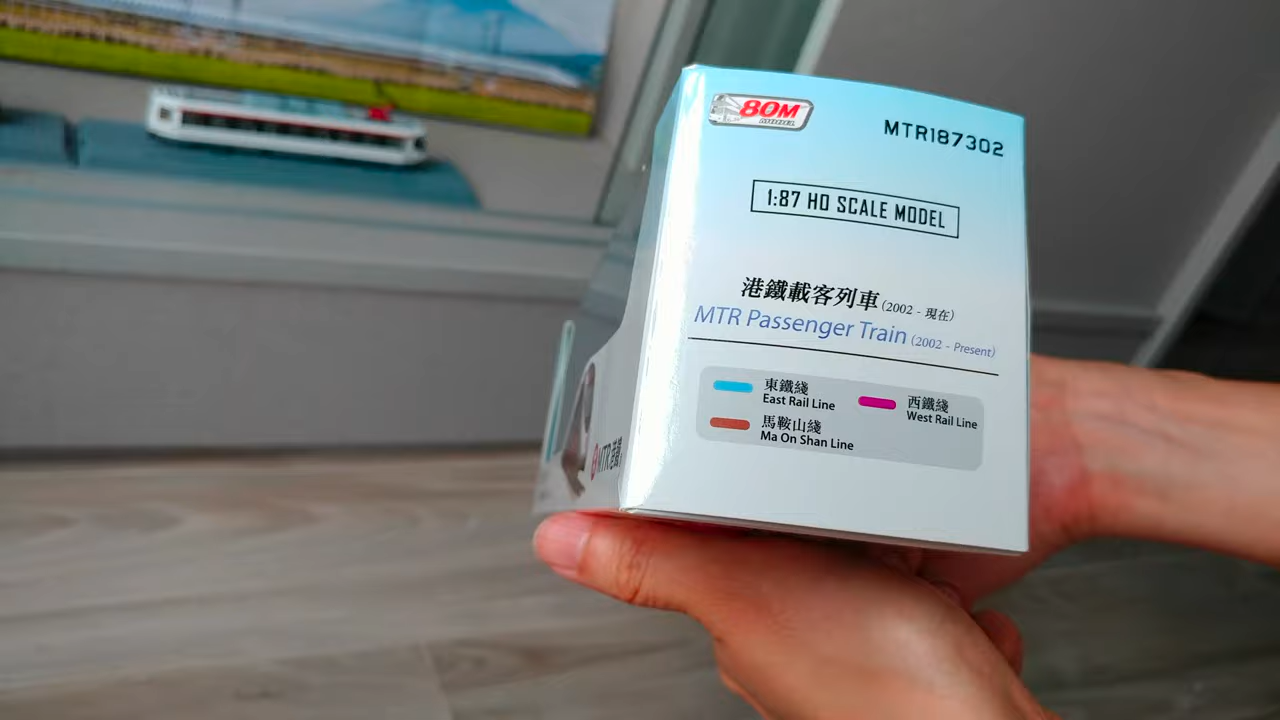 80M
MODEL
MTR187302
1:87 HO SCALE MODEL
港鐵載客列車 (2002 - 現在)
MTR Passenger Train (2002 - Present)
東鐵綫
East Rail Line
西鐵綫
West Rail Line
馬鞍山綫
Ma On Shan Line
MTR 港鐵